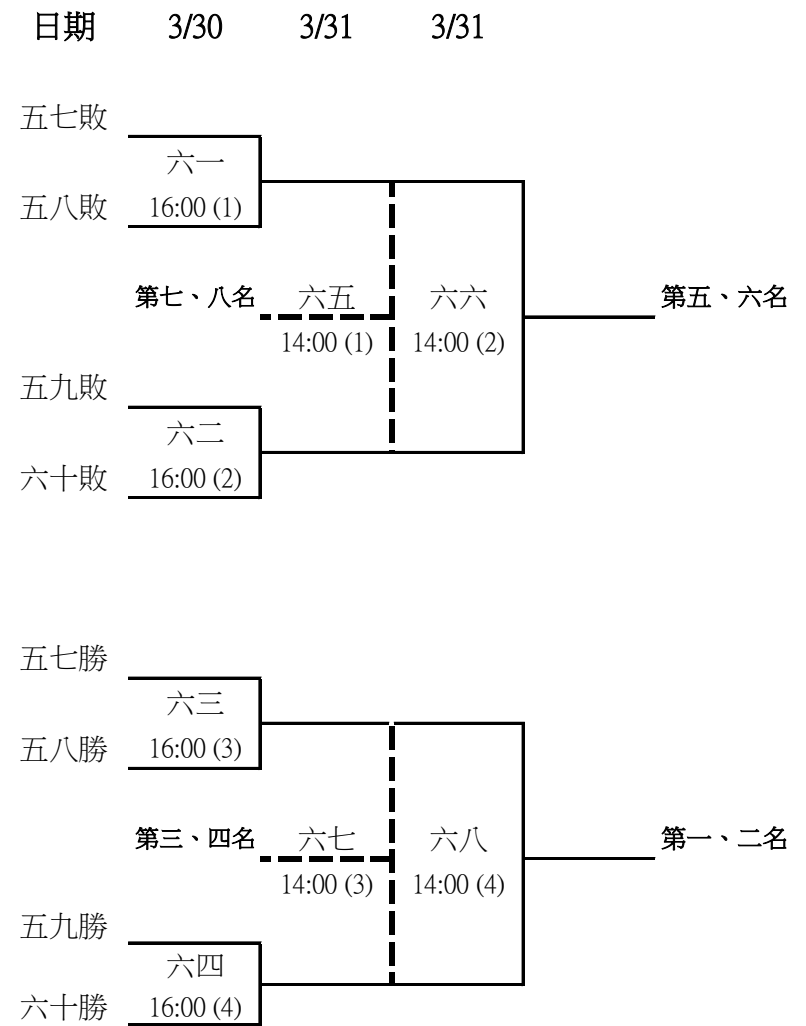 日期 3/30 3/31 3/31
五七敗
六一
五八敗 16:00 (1)
第七、八名 六五 六六 第五、六名
14:00 (1) 14:00 (2)
五九敗
六二
六十敗 16:00 (2)
五七勝
六三
五八勝 16:00 (3)
第三、四名 六七 六八 第一、二名
14:00 (3) 14:00 (4)
五九勝
六四
六十勝 16:00 (4)